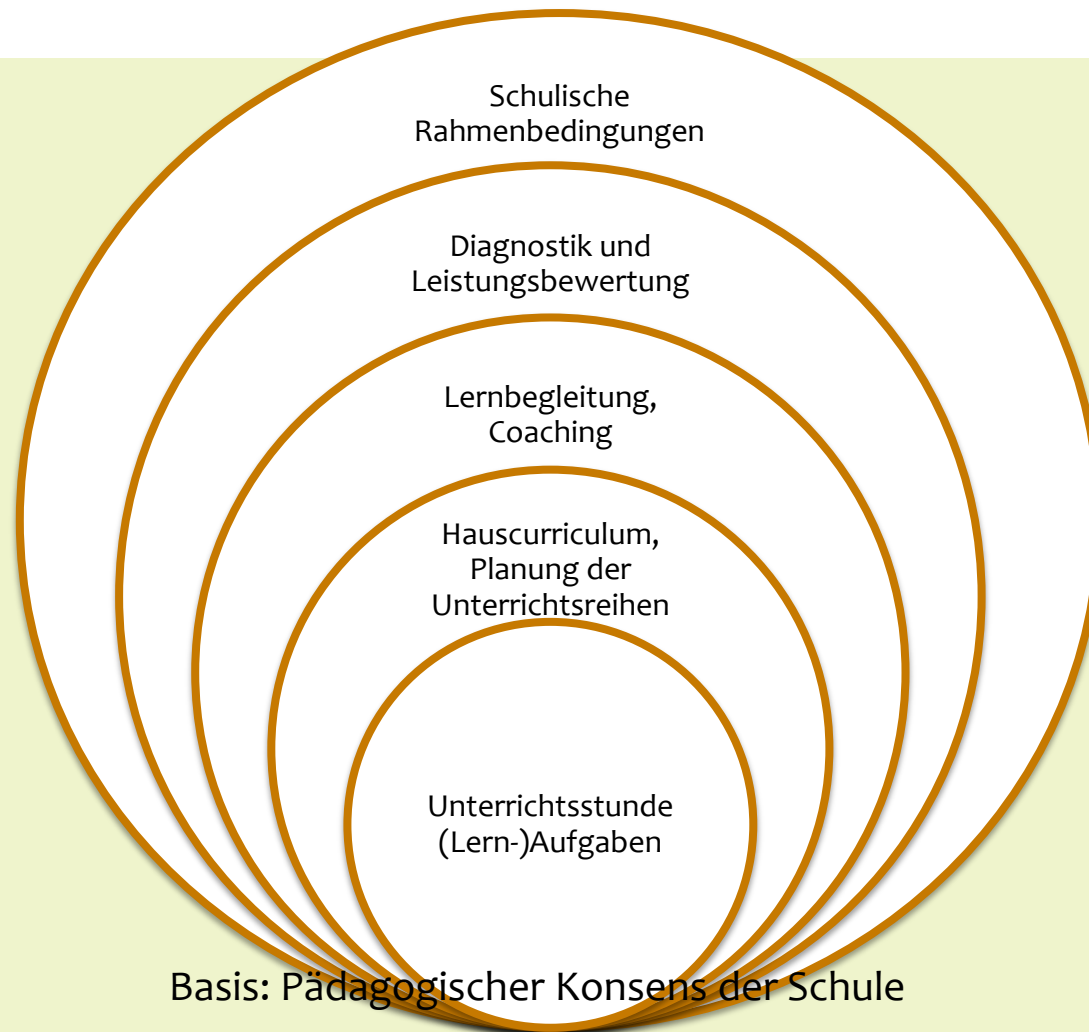 Schulische
Rahmenbedingungen
Diagnostik und
Leistungsbewertung
Lernbegleitung,
Coaching
Hauscurriculum,
Planung der
Unterrichtsreihen
Unterrichtsstunde
(Lern-)Aufgaben
Basis: Pädagogischer Konsens der Schule